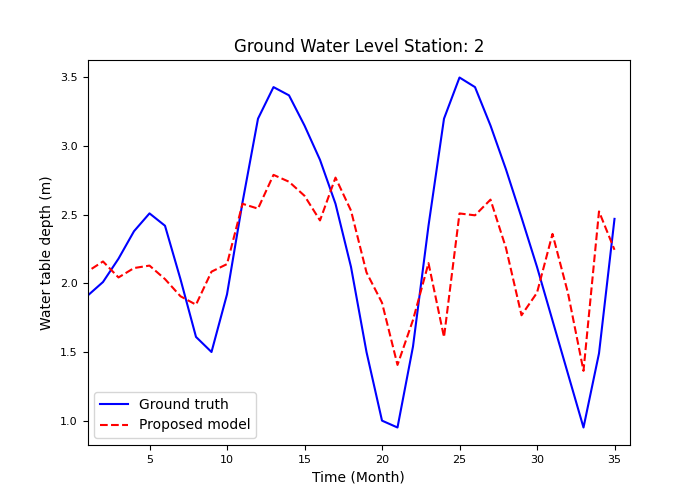 Ground Water Level Station: 2
Water table depth (m)
3.5
3.0
2.5
2.0
1.5
1.0
Ground truth
Proposed model
5 10 15 20 25 30 35
Time (Month)